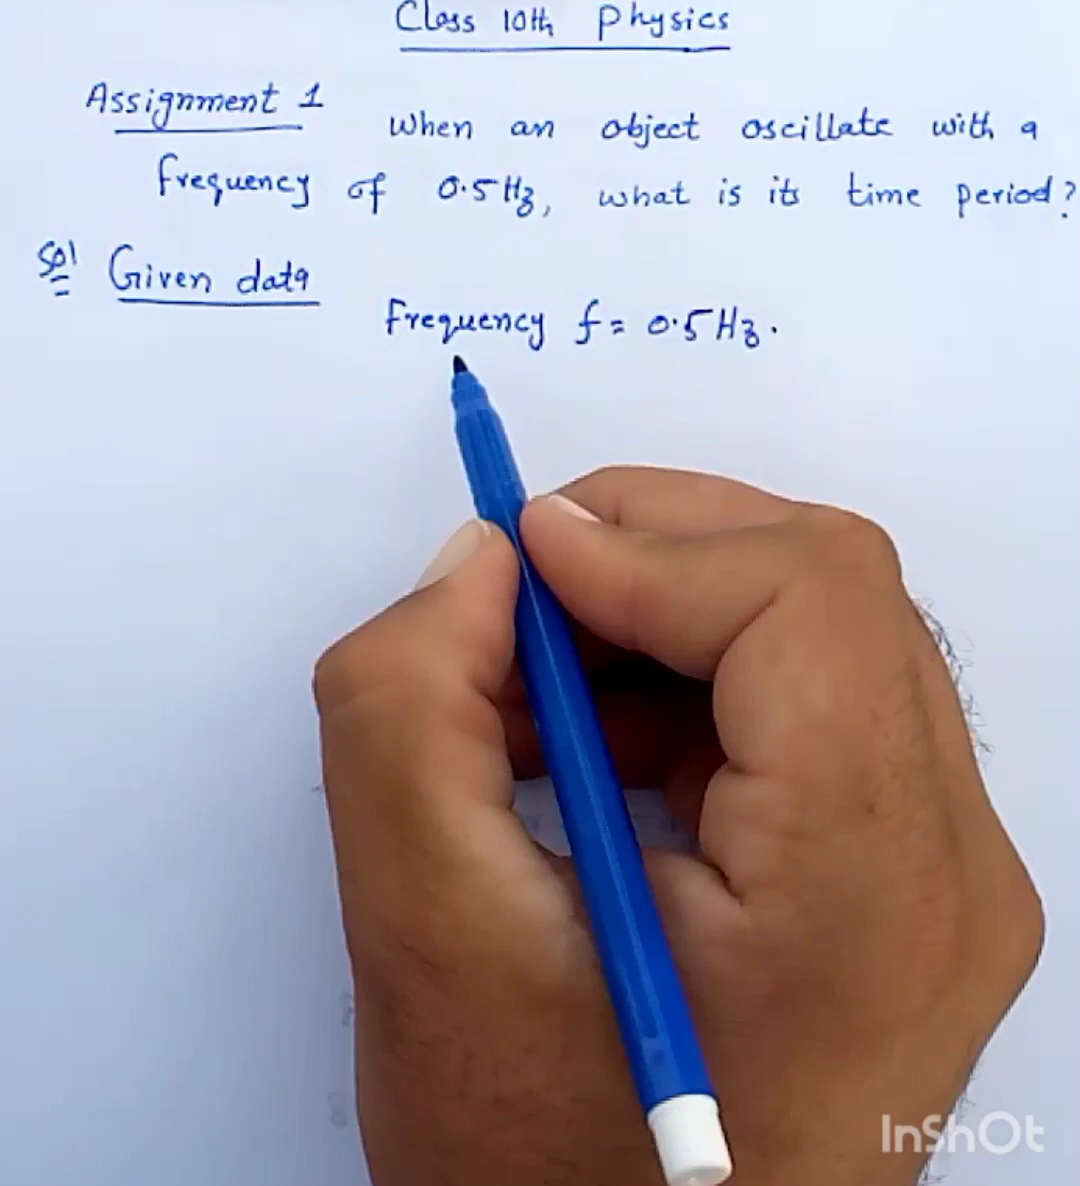 Class 10th Physics
Assignment 1 When an object oscillate with a
frequency of 0.5 Hz, what is its time period?
Sol Given data
Frequency f = 0.5 Hz.
InShOt